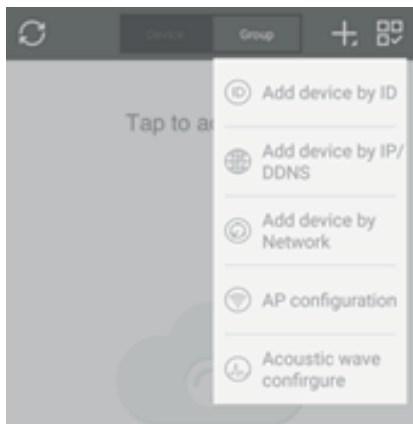 Device Group
Tap to a
Add device by ID
Add device by IP/
DDNS
Add device by
Network
AP configuration
Acoustic wave
confirgure